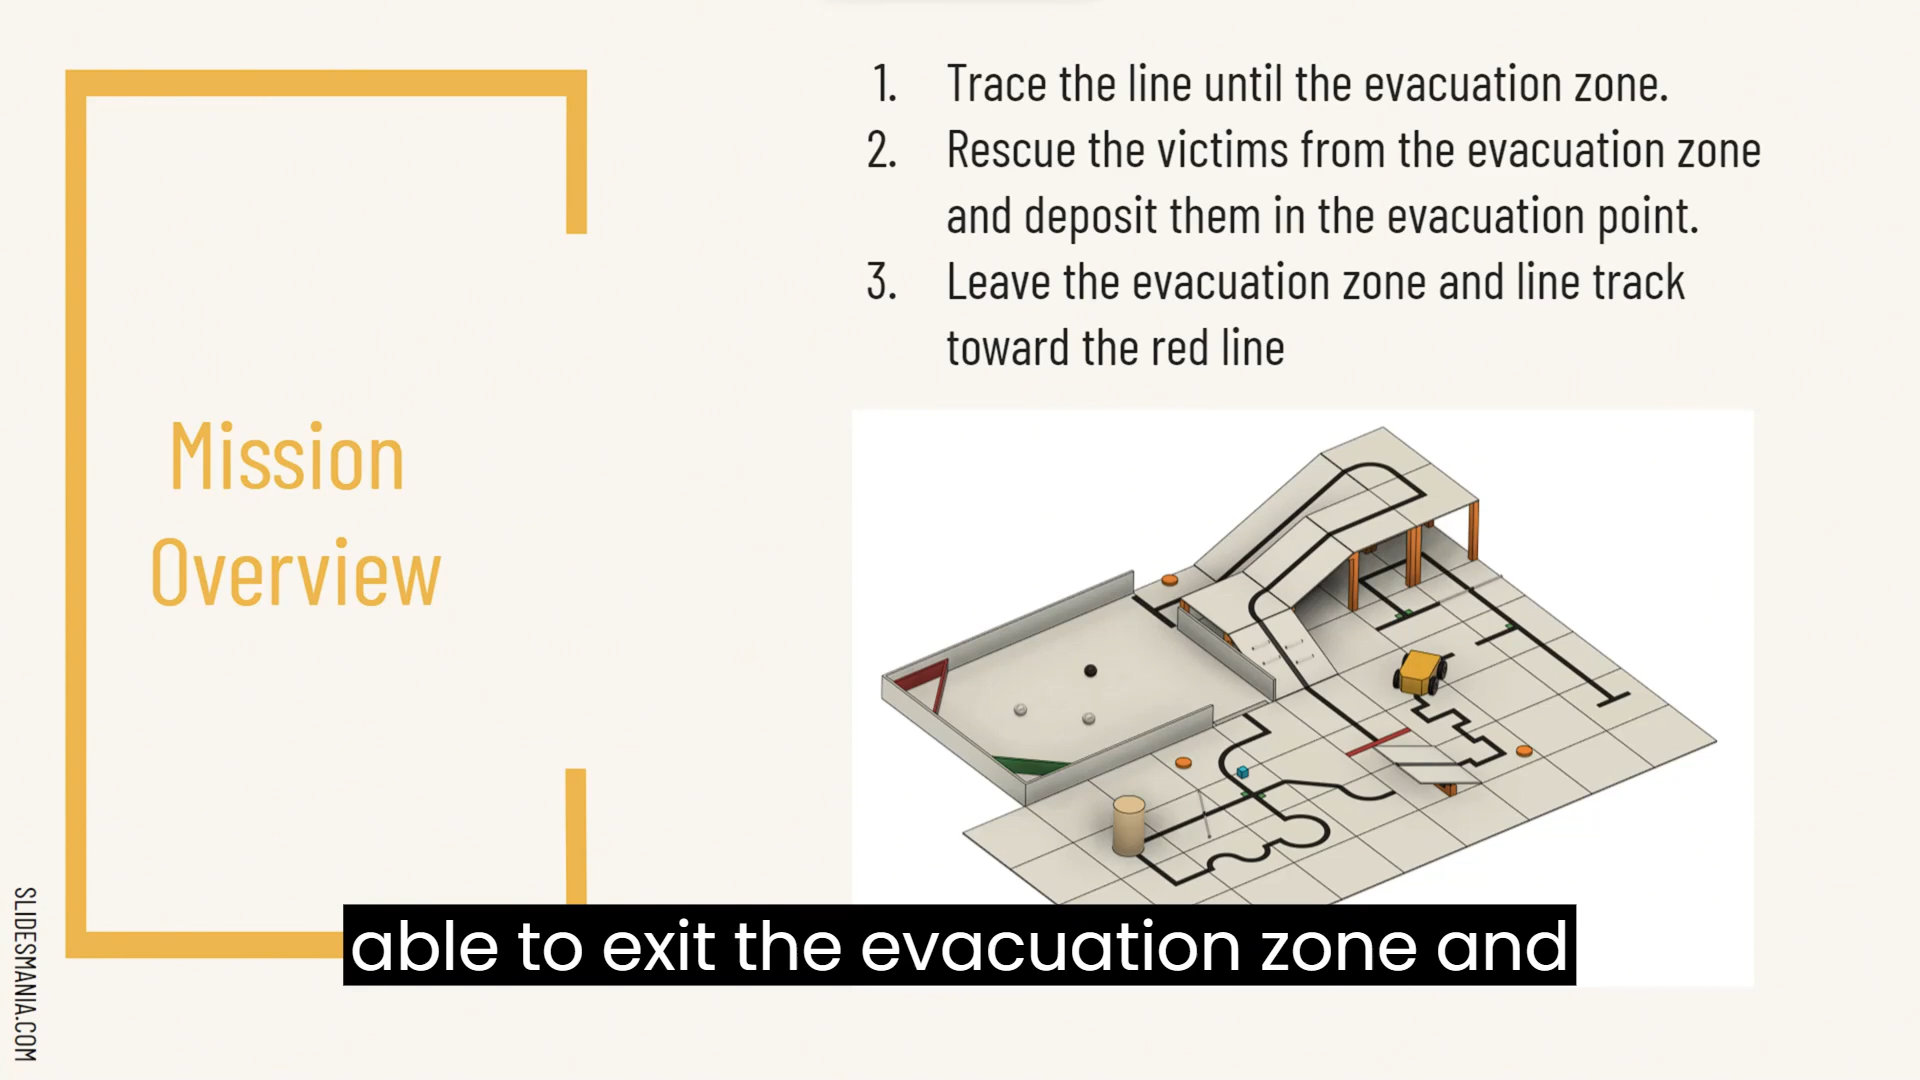 1. Trace the line until the evacuation zone.
2. Rescue the victims from the evacuation zone
and deposit them in the evacuation point.
3. Leave the evacuation zone and line track
toward the red line
Mission
Overview
able to exit the evacuation zone and
SLIDESMANIA.COM